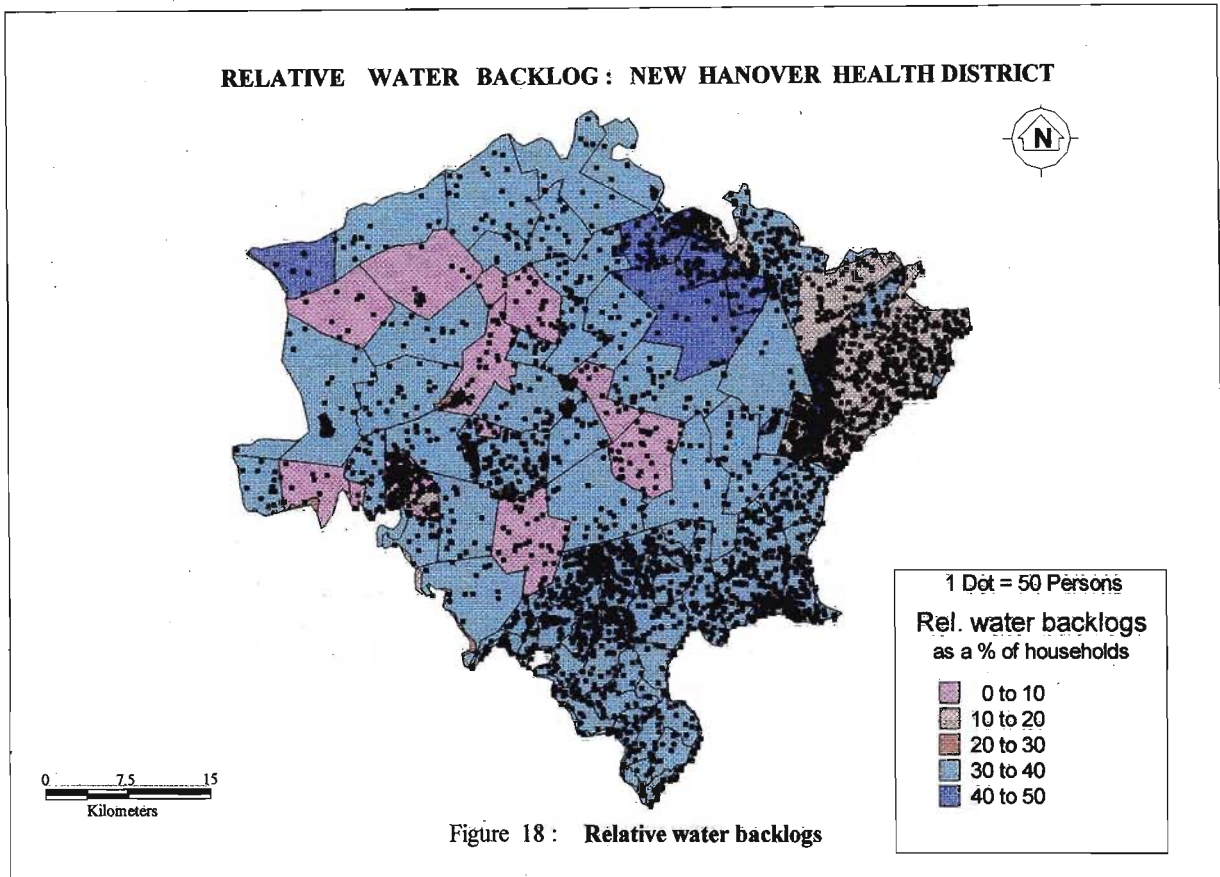 RELATIVE WATER BACKLOG : NEW HANOVER HEALTH DISTRICT
N
1 Dot = 50 Persons
Rel. water backlogs
as a % of households
0 to 10
10 to 20
20 to 30
30 to 40
40 to 50
0 7.5 15
Kilometers
Figure 18 : Relative water backlogs